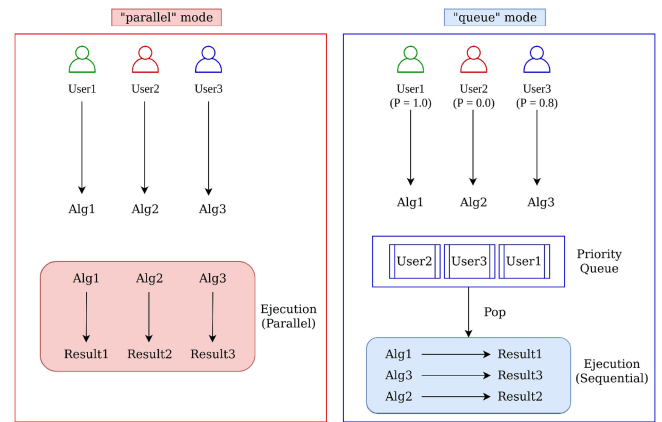 "parallel" mode
User1 User2 User3
Alg1 Alg2 Alg3
Alg1 Alg2 Alg3
Result1 Result2 Result3
Ejecution
(Parallel)
"queue" mode
User1 User2 User3
(P = 1.0) (P = 0.0) (P = 0.8)
Alg1 Alg2 Alg3
User2 User3 User1
Priority
Queue
Pop
Alg1 Result1
Alg3 Result3
Alg2 Result2
Ejecution
(Sequential)